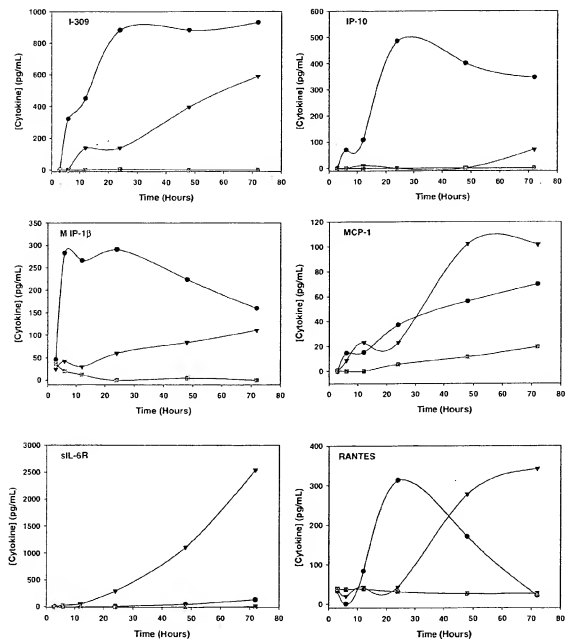 I-309
IP-10
[Cytokine] (pg/mL)
1000
800
600
400
200
0
0 10 20 30 40 50 60 70 80
Time (Hours)
[Cytokine] (pg/mL)
600
500
400
300
200
100
0
0 10 20 30 40 50 60 70 80
Time (Hours)
M IP-1β
MCP-1
[Cytokine] (pg/mL)
350
300
250
200
150
100
50
0
0 10 20 30 40 50 60 70 80
Time (Hours)
[Cytokine] (pg/mL)
120
100
80
60
40
20
0
0 10 20 30 40 50 60 70 80
Time (Hours)
sIL-6R
RANTES
[Cytokine] (pg/mL)
3000
2500
2000
1500
1000
500
0
0 10 20 30 40 50 60 70 80
Time (Hours)
[Cytokine] (pg/mL)
400
300
200
100
0
0 10 20 30 40 50 60 70 80
Time (Hours)